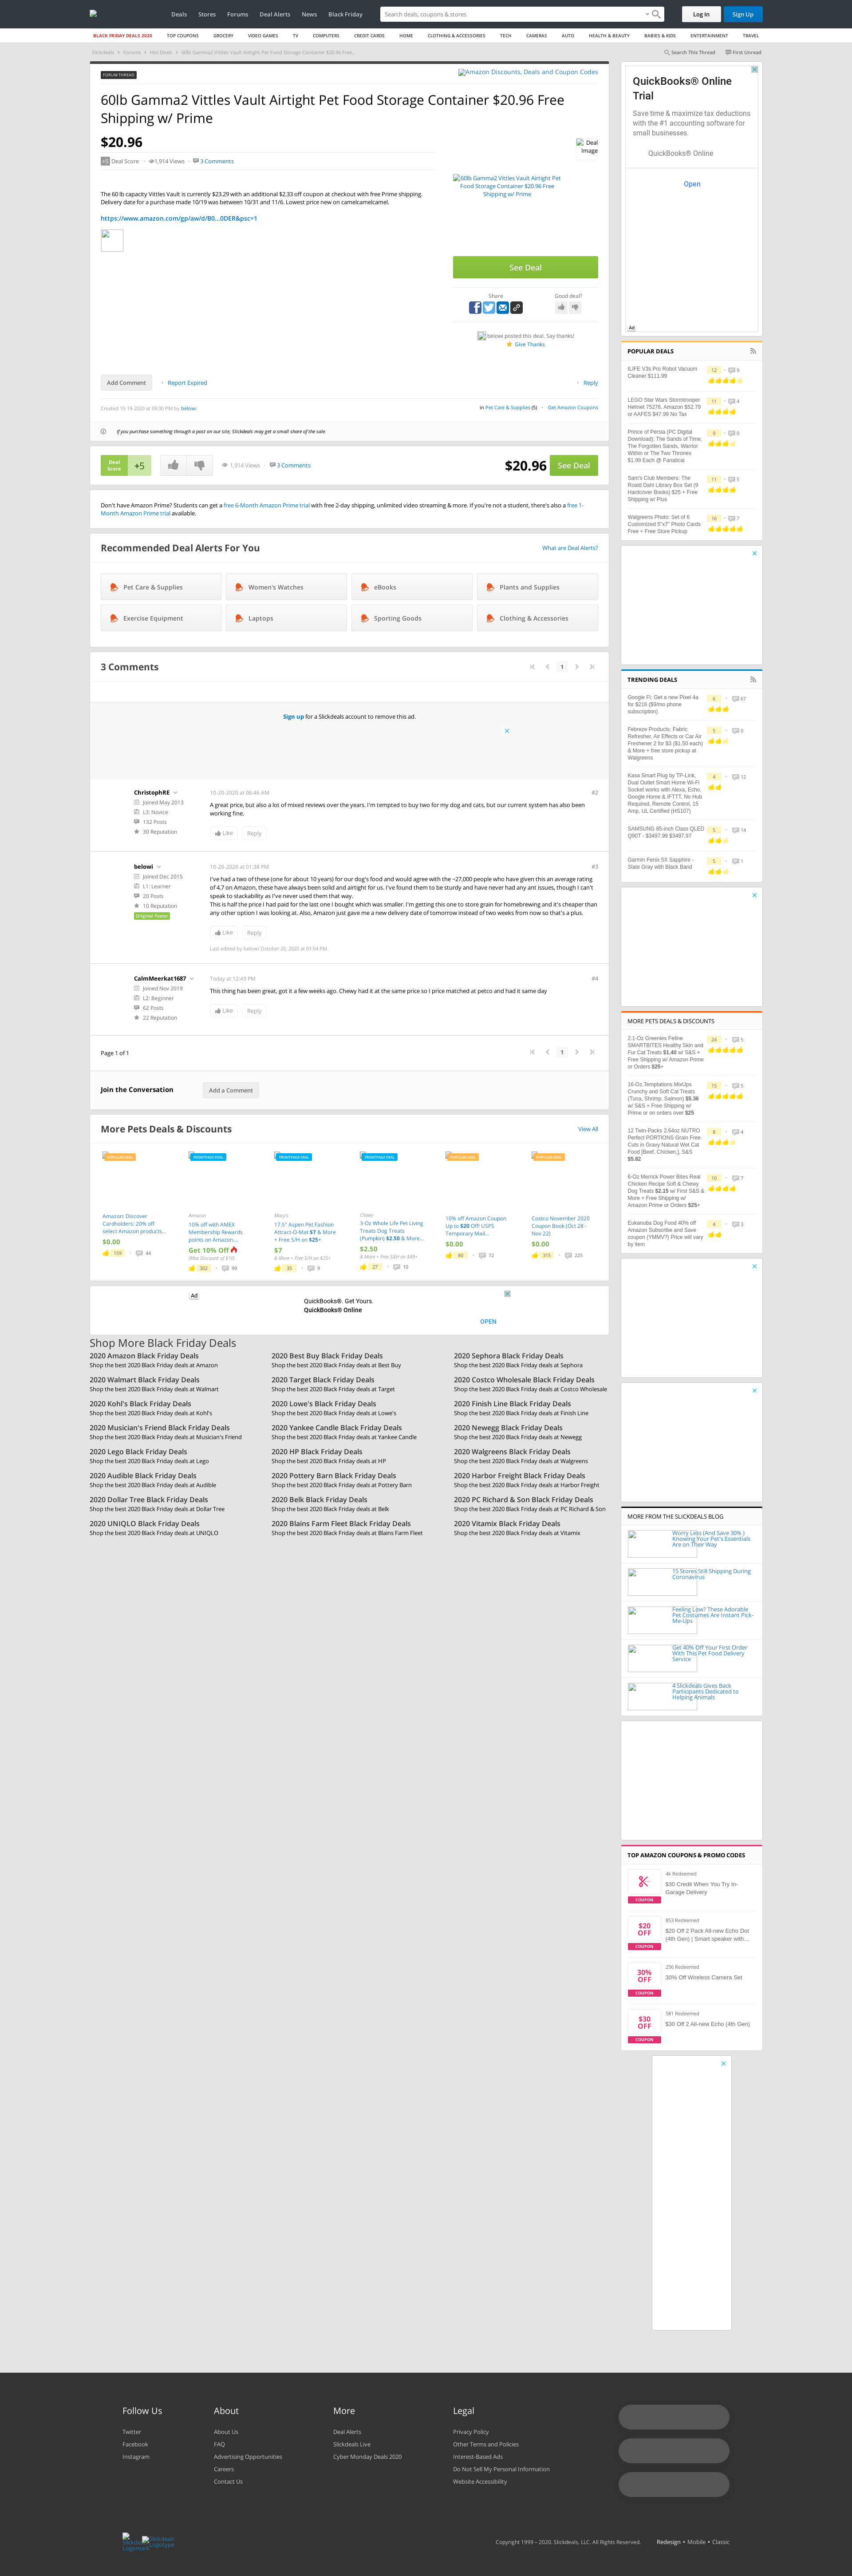 Deals
Stores
Forums
Deal Alerts
News
Black Friday
Search deals, coupons & stores
Log In
Sign Up
BLACK FRIDAY DEALS 2020
TOP COUPONS
GROCERY
VIDEO GAMES
TV
COMPUTERS
CREDIT CARDS
HOME
CLOTHING & ACCESSORIES
TECH
CAMERAS
AUTO
HEALTH & BEAUTY
BABIES & KIDS
ENTERTAINMENT
TRAVEL
Slickdeals
Forums
Hot Deals
60lb Gamma2 Vittles Vault Airtight Pet Food Storage Container $20.96 Free...
Search This Thread
First Unread
FORUM THREAD
Amazon Discounts, Deals and Coupon Codes
60lb Gamma2 Vittles Vault Airtight Pet Food Storage Container $20.96 Free
Shipping w/ Prime
$20.96
+5 Deal Score
1,914 Views
3 Comments
Deal
Image
The 60 lb capacity Vittles Vault is currently $23.29 with an additional $2.33 off coupon at checkout with free Prime shipping.
Delivery date for a purchase made 10/19 was between 10/31 and 11/6. Lowest price new on camelcamelcamel.
https://www.amazon.com/gp/aw/d/B0...0DER&psc=1
60lb Gamma2 Vittles Vault Airtight Pet
Food Storage Container $20.96 Free
Shipping w/ Prime
See Deal
Share
Good deal?
belowi posted this deal. Say thanks!
Give Thanks
Add Comment
Report Expired
Reply
Created 10-19-2020 at 09:30 PM by belowi
in Pet Care & Supplies (5)
Get Amazon Coupons
If you purchase something through a post on our site, Slickdeals may get a small share of the sale.
Deal
Score
+5
1,914 Views
3 Comments
$20.96
See Deal
Don't have Amazon Prime? Students can get a free 6-Month Amazon Prime trial with free 2-day shipping, unlimited video streaming & more. If you're not a student, there's also a free 1-
Month Amazon Prime trial available.
Recommended Deal Alerts For You
What are Deal Alerts?
Pet Care & Supplies
Women's Watches
eBooks
Plants and Supplies
Exercise Equipment
Laptops
Sporting Goods
Clothing & Accessories
3 Comments
1
Sign up for a Slickdeals account to remove this ad.
ChristophRE
Joined May 2013
L3: Novice
132 Posts
30 Reputation
10-20-2020 at 06:46 AM
#2
A great price, but also a lot of mixed reviews over the years. I'm tempted to buy two for my dog and cats, but our current system has also been
working fine.
Like
Reply
belowi
Joined Dec 2015
L1: Learner
20 Posts
10 Reputation
Original Poster
10-20-2020 at 01:38 PM
#3
I've had a two of these (one for about 10 years) for our dog's food and would agree with the ~27,000 people who have given this an average rating
of 4.7 on Amazon, these have always been solid and airtight for us. I've found them to be sturdy and have never had any issues, though I can't
speak to stackability as I've never used them that way.
This is half the price I had paid for the last one I bought which was smaller. I'm getting this one to store grain for homebrewing and it's cheaper than
any other option I was looking at. Also, Amazon just gave me a new delivery date of tomorrow instead of two weeks from now so that's a plus.
Like
Reply
Last edited by belowi October 20, 2020 at 01:58 PM.
CalmMeerkat1687
Joined Nov 2019
L2: Beginner
62 Posts
22 Reputation
Today at 12:49 PM
#4
This thing has been great, got it a few weeks ago. Chewy had it at the same price so I price matched at petco and had it same day
Like
Reply
Page 1 of 1
1
Join the Conversation
Add a Comment
More Pets Deals & Discounts
View All
POPULAR DEAL
Amazon: Discover
Cardholders: 20% off
select Amazon products...
$0.00
159
44
FRONTPAGE DEAL
Amazon
10% off with AMEX
Membership Rewards
points on Amazon...
Get 10% Off
(Max Discount of $10)
302
99
FRONTPAGE DEAL
Macy's
17.5" Aspen Pet Fashion
Attract-O-Mat $7 & More
+ Free S/H on $25+
$7
& More + Free S/H on $25+
35
9
FRONTPAGE DEAL
Chewy
3-Oz Whole Life Pet Living
Treats Dog Treats
(Pumpkin) $2.50 & More...
$2.50
& More + Free S&H on $49+
27
10
POPULAR DEAL
10% off Amazon Coupon
Up to $20 Off! USPS
Temporary Mail...
$0.00
80
72
POPULAR DEAL
Costco November 2020
Coupon Book (Oct 28 -
Nov 22)
$0.00
315
225
Ad
QuickBooks®. Get Yours.
QuickBooks® Online
OPEN
Shop More Black Friday Deals
2020 Amazon Black Friday Deals
Shop the best 2020 Black Friday deals at Amazon
2020 Best Buy Black Friday Deals
Shop the best 2020 Black Friday deals at Best Buy
2020 Sephora Black Friday Deals
Shop the best 2020 Black Friday deals at Sephora
2020 Walmart Black Friday Deals
Shop the best 2020 Black Friday deals at Walmart
2020 Target Black Friday Deals
Shop the best 2020 Black Friday deals at Target
2020 Costco Wholesale Black Friday Deals
Shop the best 2020 Black Friday deals at Costco Wholesale
2020 Kohl's Black Friday Deals
Shop the best 2020 Black Friday deals at Kohl's
2020 Lowe's Black Friday Deals
Shop the best 2020 Black Friday deals at Lowe's
2020 Finish Line Black Friday Deals
Shop the best 2020 Black Friday deals at Finish Line
2020 Musician's Friend Black Friday Deals
Shop the best 2020 Black Friday deals at Musician's Friend
2020 Yankee Candle Black Friday Deals
Shop the best 2020 Black Friday deals at Yankee Candle
2020 Newegg Black Friday Deals
Shop the best 2020 Black Friday deals at Newegg
2020 Lego Black Friday Deals
Shop the best 2020 Black Friday deals at Lego
2020 HP Black Friday Deals
Shop the best 2020 Black Friday deals at HP
2020 Walgreens Black Friday Deals
Shop the best 2020 Black Friday deals at Walgreens
2020 Audible Black Friday Deals
Shop the best 2020 Black Friday deals at Audible
2020 Pottery Barn Black Friday Deals
Shop the best 2020 Black Friday deals at Pottery Barn
2020 Harbor Freight Black Friday Deals
Shop the best 2020 Black Friday deals at Harbor Freight
2020 Dollar Tree Black Friday Deals
Shop the best 2020 Black Friday deals at Dollar Tree
2020 Belk Black Friday Deals
Shop the best 2020 Black Friday deals at Belk
2020 PC Richard & Son Black Friday Deals
Shop the best 2020 Black Friday deals at PC Richard & Son
2020 UNIQLO Black Friday Deals
Shop the best 2020 Black Friday deals at UNIQLO
2020 Blains Farm Fleet Black Friday Deals
Shop the best 2020 Black Friday deals at Blains Farm Fleet
2020 Vitamix Black Friday Deals
Shop the best 2020 Black Friday deals at Vitamix
QuickBooks® Online
Trial
Save time & maximize tax deductions
with the #1 accounting software for
small businesses.
QuickBooks® Online
Open
Ad
POPULAR DEALS
ILIFE V3s Pro Robot Vacuum
Cleaner $111.99
12
9
LEGO Star Wars Stormtrooper
Helmet 75276, Amazon $52.79
or AAFES $47.99 No Tax
11
4
Prince of Persia (PC Digital
Download): The Sands of Time,
The Forgotten Sands, Warrior
Within or The Two Thrones
$1.99 Each @ Fanatical
9
0
Sam's Club Members: The
Roald Dahl Library Box Set (9
Hardcover Books) $25 + Free
Shipping w/ Plus
11
5
Walgreens Photo: Set of 6
Customized 5"x7" Photo Cards
Free + Free Store Pickup
16
7
TRENDING DEALS
Google Fi: Get a new Pixel 4a
for $216 ($9/mo phone
subscription)
6
67
Febreze Products: Fabric
Refresher, Air Effects or Car Air
Freshener 2 for $3 ($1.50 each)
& More + free store pickup at
Walgreens
5
0
Kasa Smart Plug by TP-Link,
Dual Outlet Smart Home Wi-Fi
Socket works with Alexa, Echo,
Google Home & IFTTT, No Hub
Required, Remote Control, 15
Amp, UL Certified (HS107)
4
12
SAMSUNG 85-inch Class QLED
Q90T - $3497.99 $3497.97
5
14
Garmin Fenix 5X Sapphire -
Slate Gray with Black Band
5
1
MORE PETS DEALS & DISCOUNTS
2.1-Oz Greenies Feline
SMARTBITES Healthy Skin and
Fur Cat Treats $1.40 w/ S&S +
Free Shipping w/ Amazon Prime
or Orders $25+
24
5
16-Oz Temptations MixUps
Crunchy and Soft Cat Treats
(Tuna, Shrimp, Salmon) $5.36
w/ S&S + Free Shipping w/
Prime or on orders over $25
15
5
12 Twin-Packs 2.64oz NUTRO
Perfect PORTIONS Grain Free
Cuts in Gravy Natural Wet Cat
Food [Beef, Chicken,], S&S
$5.82
8
4
6-Oz Merrick Power Bites Real
Chicken Recipe Soft & Chewy
Dog Treats $2.15 w/ First S&S &
More + Free Shipping w/
Amazon Prime or Orders $25+
10
7
Eukanuba Dog Food 40% off
Amazon Subscribe and Save
coupon (YMMV?) Price will vary
by item
4
3
MORE FROM THE SLICKDEALS BLOG
Worry Less (And Save 30% )
Knowing Your Pet's Essentials
Are on Their Way
15 Stores Still Shipping During
Coronavirus
Feeling Low? These Adorable
Pet Costumes Are Instant Pick-
Me-Ups
Get 40% Off Your First Order
With This Pet Food Delivery
Service
4 Slickdeals Gives Back
Participants Dedicated to
Helping Animals
TOP AMAZON COUPONS & PROMO CODES
COUPON
4k Redeemed
$30 Credit When You Try In-
Garage Delivery
$20
OFF
COUPON
853 Redeemed
$20 Off 2 Pack All-new Echo Dot
(4th Gen) | Smart speaker with...
30%
OFF
COUPON
256 Redeemed
30% Off Wireless Camera Set
$30
OFF
COUPON
581 Redeemed
$30 Off 2 All-new Echo (4th Gen)
Follow Us
Twitter
Facebook
Instagram
About
About Us
FAQ
Advertising Opportunities
Careers
Contact Us
More
Deal Alerts
Slickdeals Live
Cyber Monday Deals 2020
Legal
Privacy Policy
Other Terms and Policies
Interest-Based Ads
Do Not Sell My Personal Information
Website Accessibility
Copyright 1999 – 2020. Slickdeals, LLC. All Rights Reserved.
Redesign • Mobile • Classic